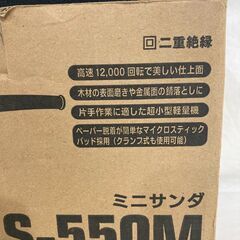 回二重絶縁
高速12,000回転で美しい仕上面
木材の表面磨きや金属面の錆落としに
片手作業に適した超小型軽量機
ペーパー脱着が簡単なマイクロスティック
パッド採用(クランプ式も使用可能)
ミニサンダ
S-550M